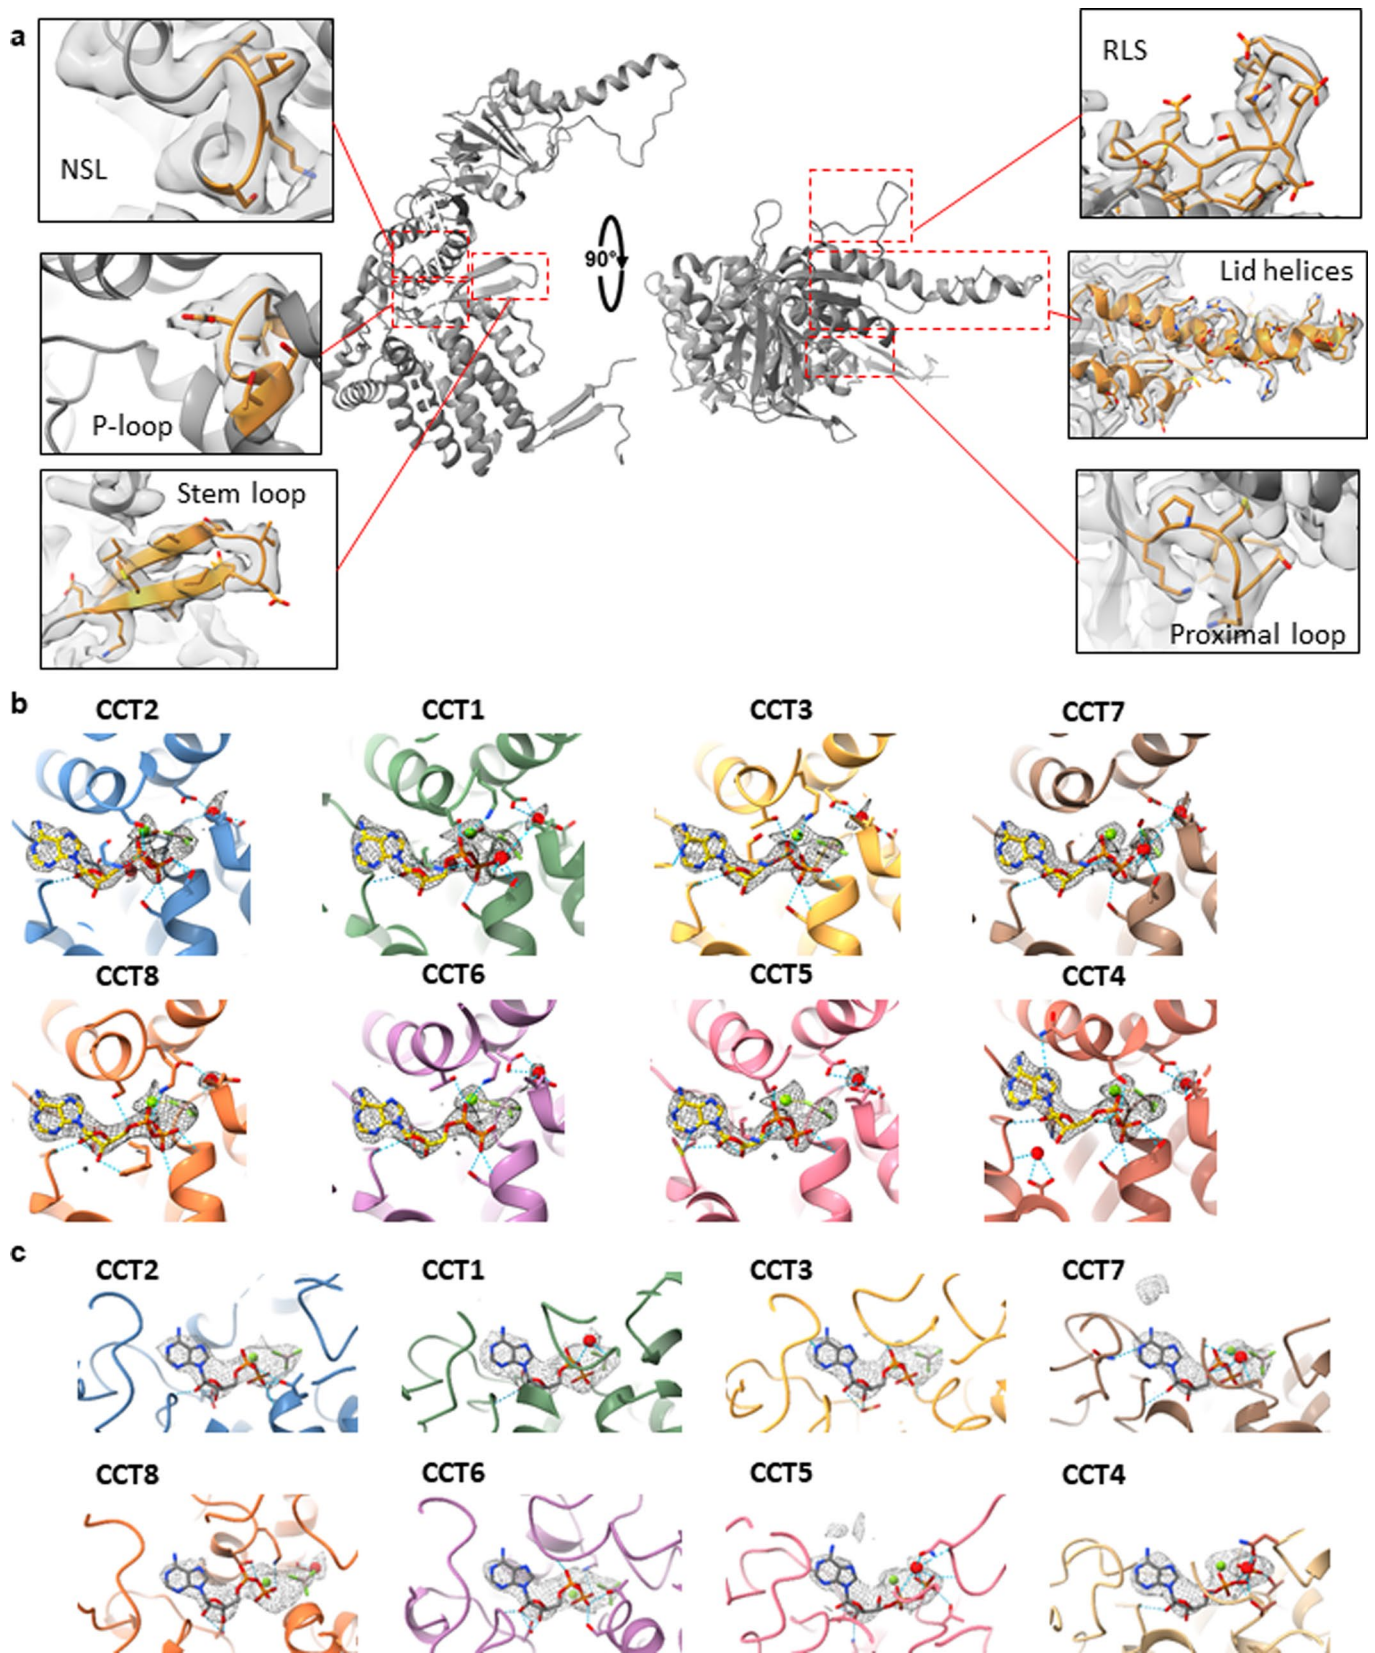 a
NSL
RLS
90°
Lid helices
P-loop
Stem loop
Proximal loop
b
CCT2 CCT1 CCT3 CCT7
CCT8 CCT6 CCT5 CCT4
c
CCT2 CCT1 CCT3 CCT7
CCT8 CCT6 CCT5 CCT4